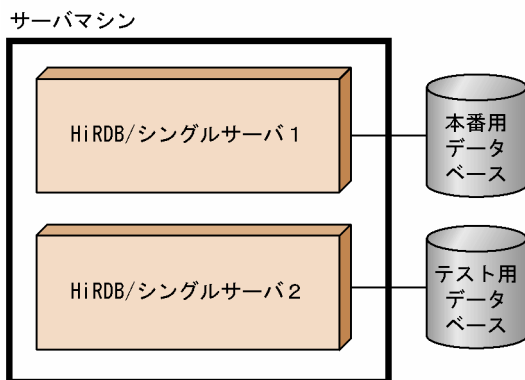 サーバマシン
HiRDB/シングルサーバ1
本番用
データ
ベース
HiRDB/シングルサーバ2
テスト用
データ
ベース